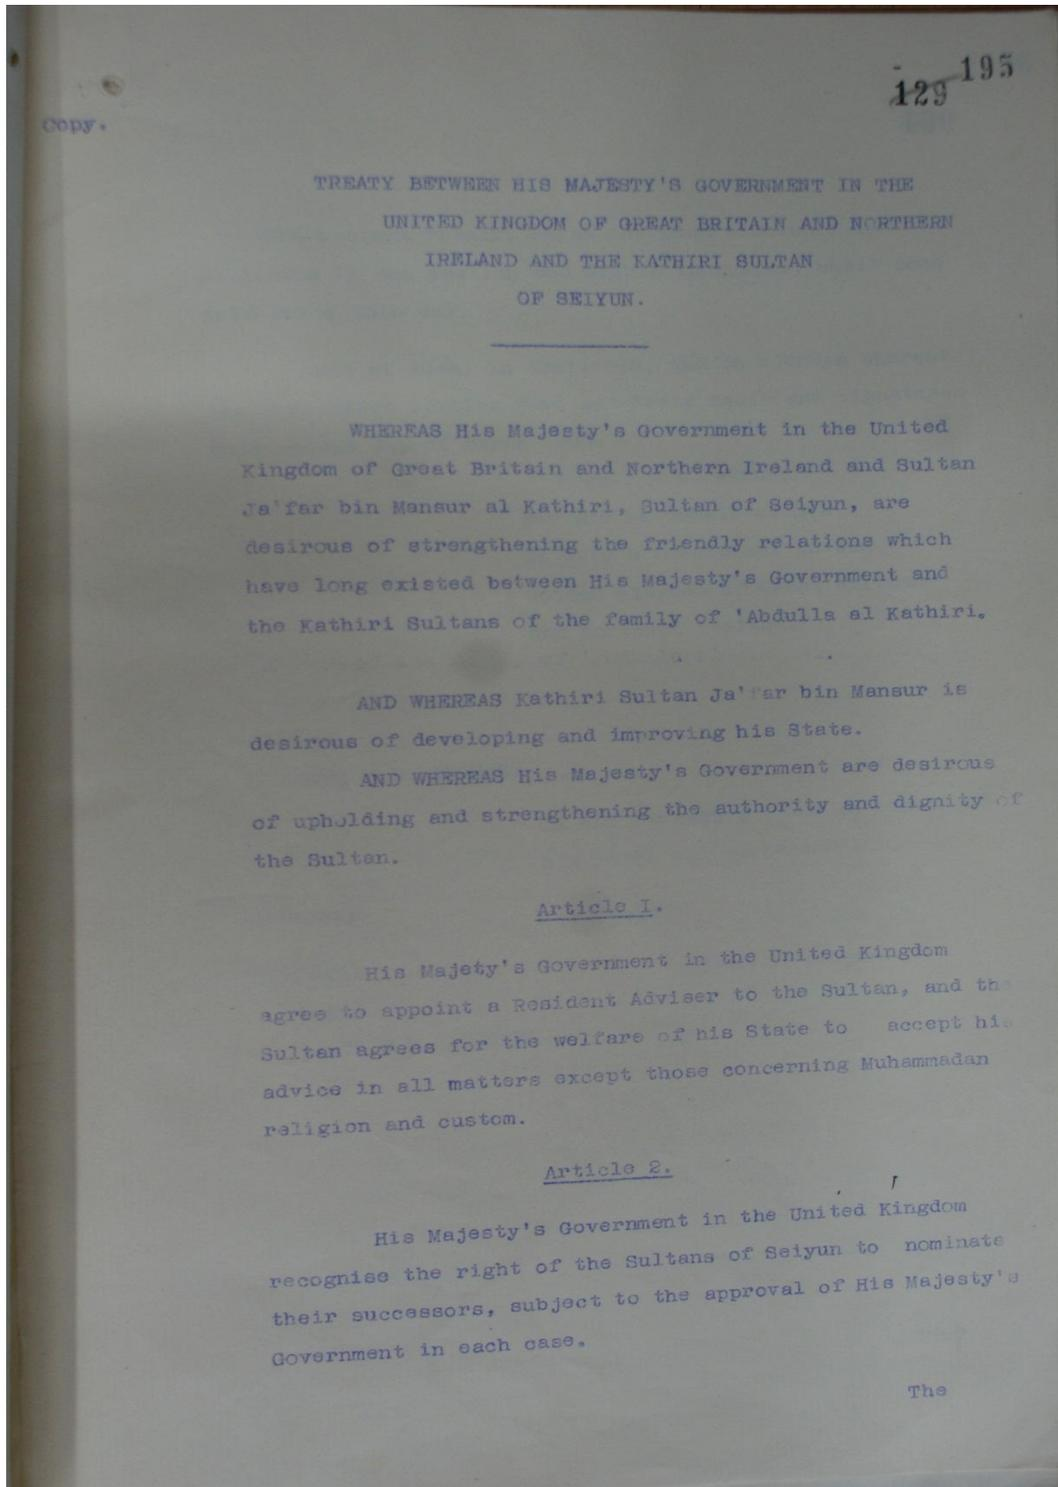 195
129
Copy.
TREATY BETWEEN HIS MAJESTY'S GOVERNMENT IN THE
UNITED KINGDOM OF GREAT BRITAIN AND NORTHERN
IRELAND AND THE KATHIRI SULTAN
OF SEIYUN.
WHEREAS His Majesty's Government in the United
Kingdom of Great Britain and Northern Ireland and Sultan
Ja'far bin Mansur al Kathiri, Sultan of Seiyun, are
desirous of strengthening the friendly relations which
have long existed between His Majesty's Government and
the Kathiri Sultans of the family of 'Abdulla al Kathiri.
AND WHEREAS Kathiri Sultan Ja'far bin Mansur is
desirous of developing and improving his State.
AND WHEREAS His Majesty's Government are desirous
of upholding and strengthening the authority and dignity of
the Sultan.
Article I.
His Majety's Government in the United Kingdom
agree to appoint a Resident Adviser to the Sultan, and the
Sultan agrees for the welfare of his State to accept his
advice in all matters except those concerning Muhammadan
religion and custom.
Article 2.
His Majesty's Government in the United Kingdom
recognise the right of the Sultans of Seiyun to nominate
their successors, subject to the approval of His Majesty's
Government in each case.
The